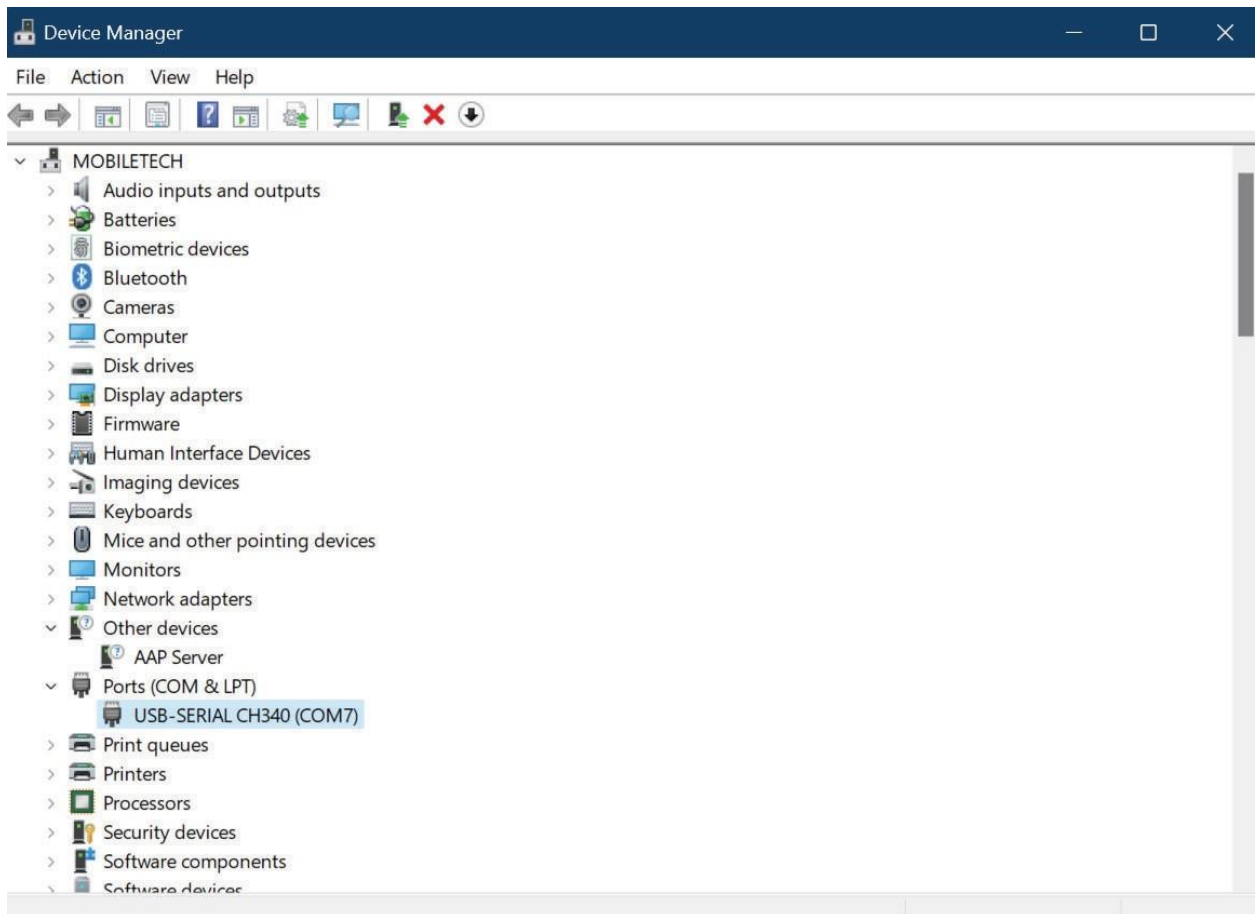 Device Manager
File Action View Help
MOBILETECH
Audio inputs and outputs
Batteries
Biometric devices
Bluetooth
Cameras
Computer
Disk drives
Display adapters
Firmware
Human Interface Devices
Imaging devices
Keyboards
Mice and other pointing devices
Monitors
Network adapters
Other devices
AAP Server
Ports (COM & LPT)
USB-SERIAL CH340 (COM7)
Print queues
Printers
Processors
Security devices
Software components
Software devices